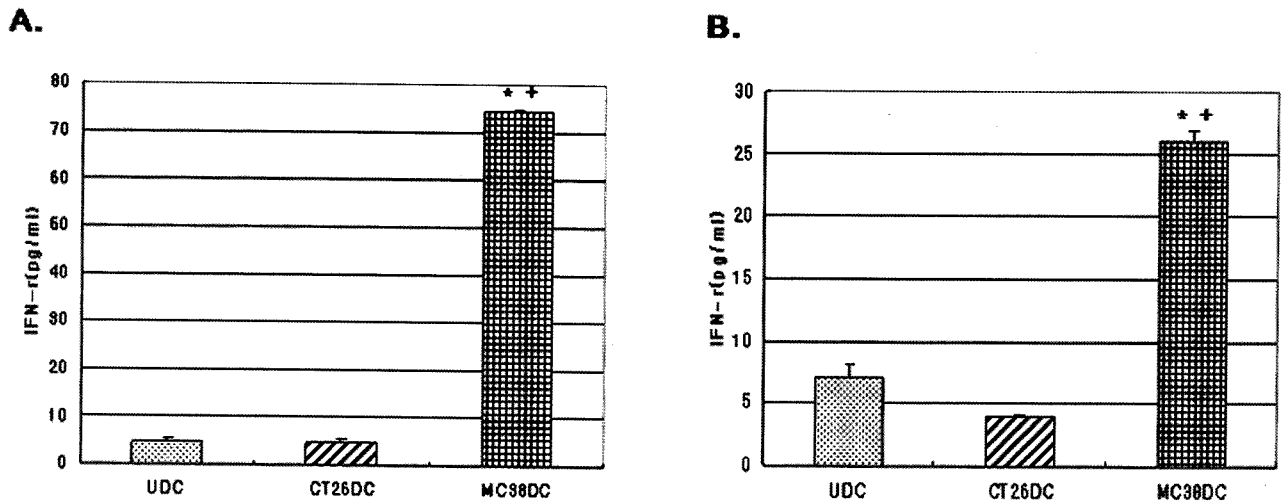 A.
80
70
60
50
40
30
20
10
0
IFN-r(pg/ml)
* +
UDC
CT26DC
MC38DC
B.
30
25
20
15
10
5
0
IFN-r(pg/ml)
* +
UDC
CT26DC
MC38DC